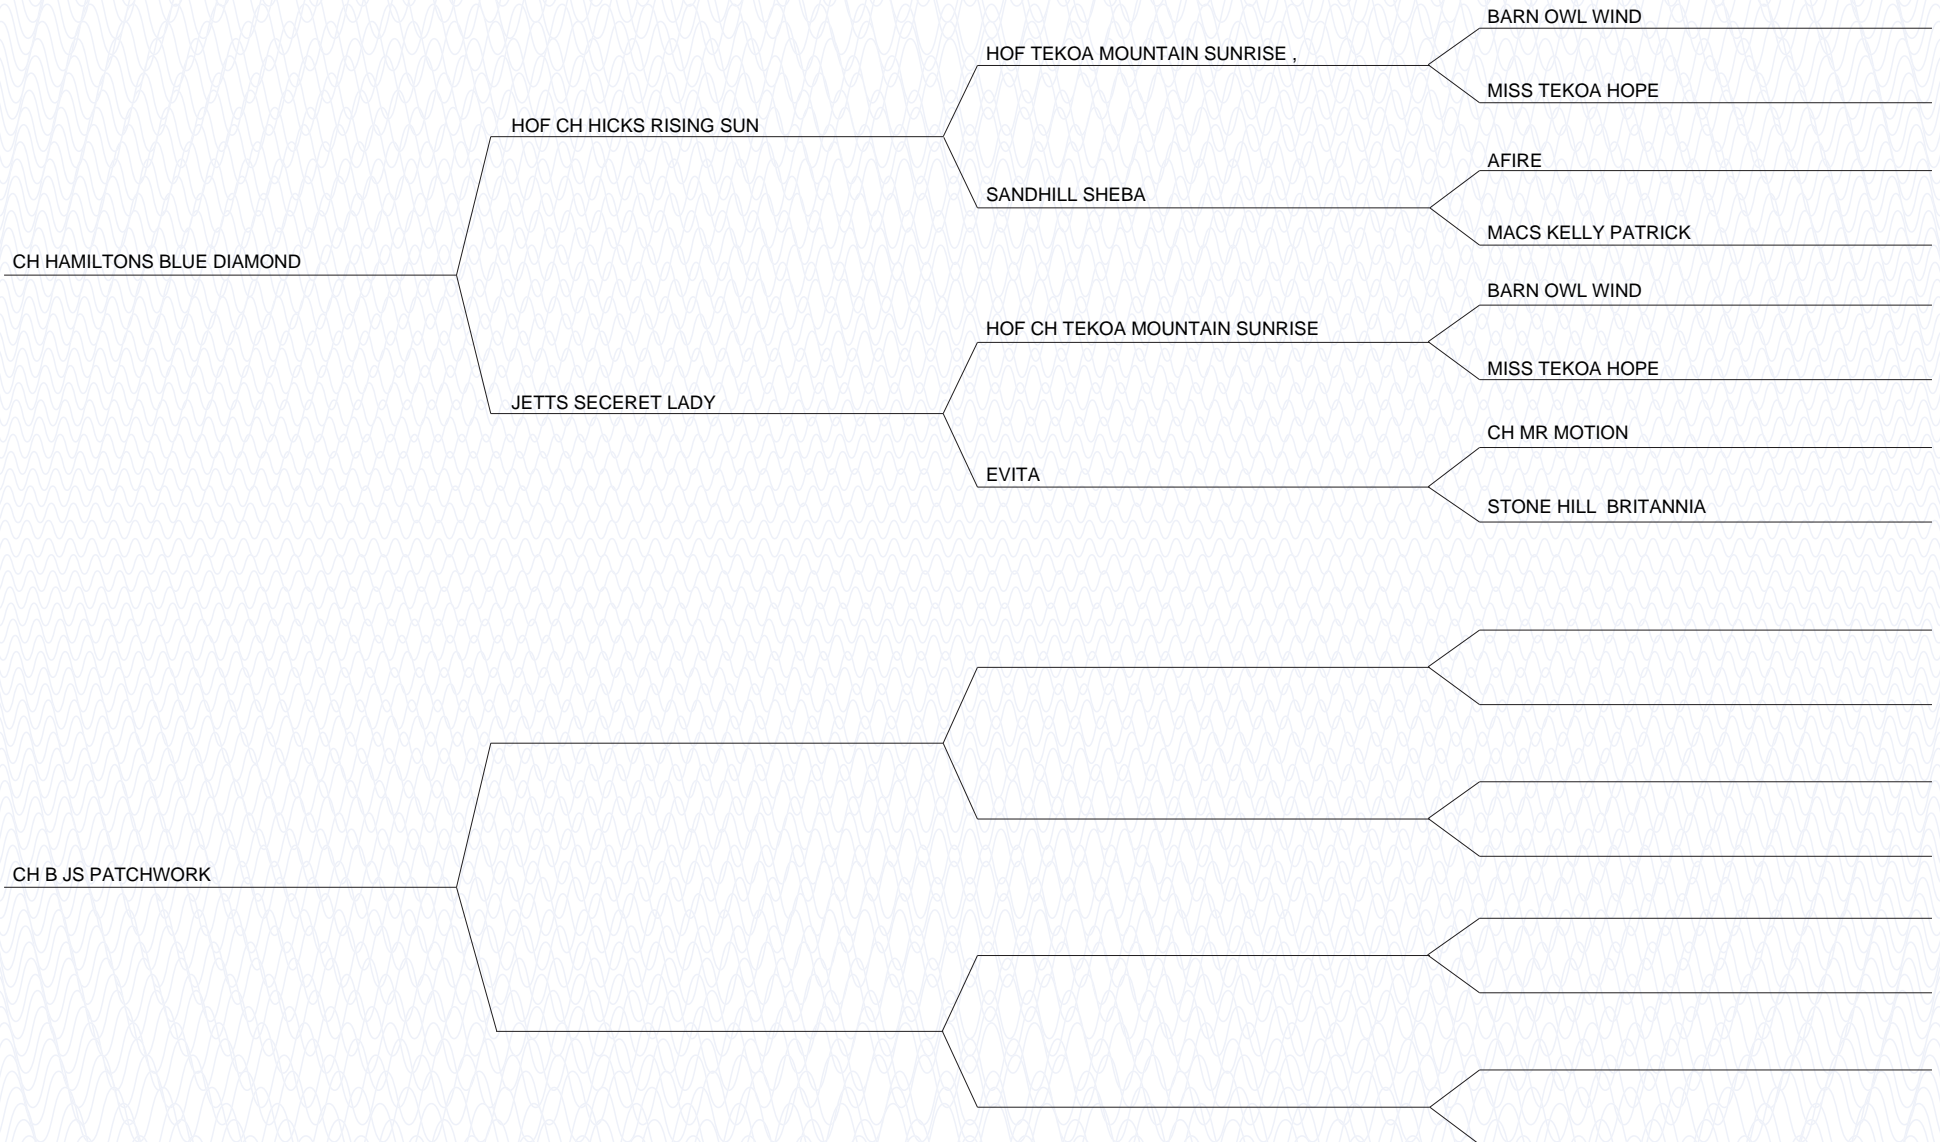 BARN OWL WIND
HOF TEKOA MOUNTAIN SUNRISE ,
MISS TEKOA HOPE
HOF CH HICKS RISING SUN
AFIRE
SANDHILL SHEBA
MACS KELLY PATRICK
CH HAMILTONS BLUE DIAMOND
BARN OWL WIND
HOF CH TEKOA MOUNTAIN SUNRISE
MISS TEKOA HOPE
JETTS SECERET LADY
CH MR MOTION
EVITA
STONE HILL  BRITANNIA
CH B JS PATCHWORK